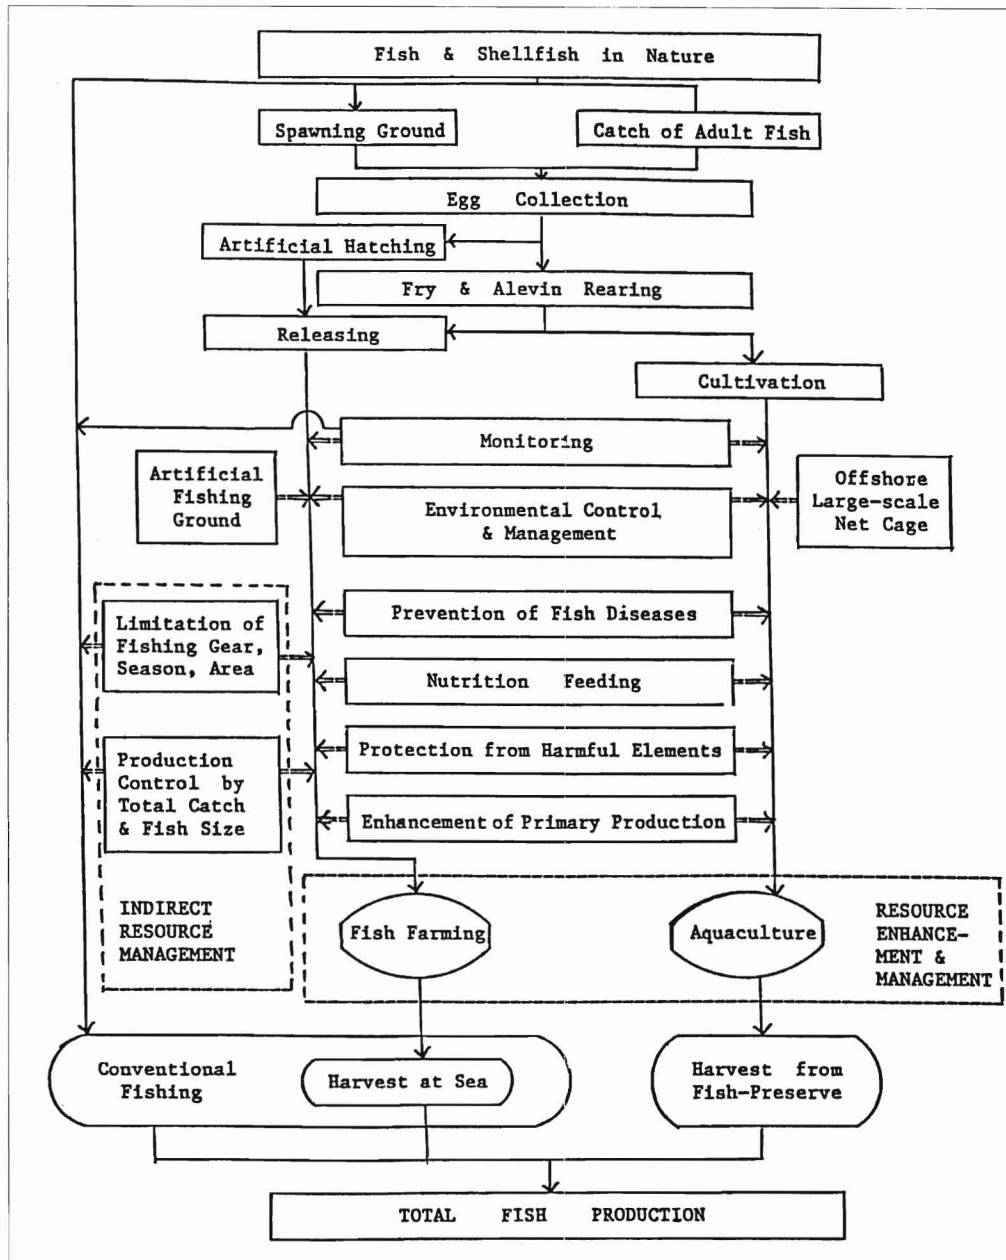 Fish & Shellfish in Nature
Spawning Ground
Catch of Adult Fish
Egg Collection
Artificial Hatching
Fry & Alevin Rearing
Releasing
Cultivation
Monitoring
Artificial
Fishing
Ground
Environmental Control
& Management
Offshore
Large-scale
Net Cage
Limitation of
Fishing Gear,
Season, Area
Prevention of Fish Diseases
Nutrition Feeding
Production
Control by
Total Catch
& Fish Size
Protection from Harmful Elements
Enhancement of Primary Production
INDIRECT
RESOURCE
MANAGEMENT
Fish Farming
Aquaculture
RESOURCE
ENHANCE-
MENT &
MANAGEMENT
Conventional
Fishing
Harvest at Sea
Harvest from
Fish-Preserve
TOTAL FISH PRODUCTION